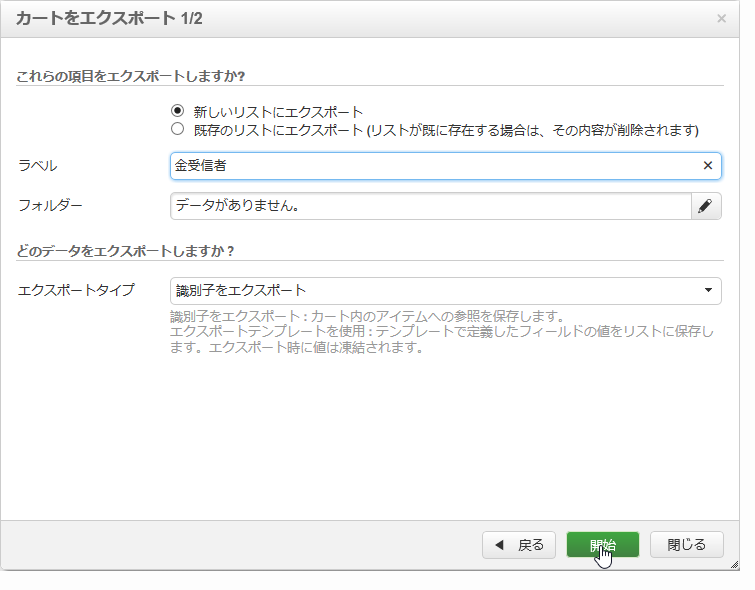 カートをエクスポート 1/2
×
これらの項目をエクスポートしますか?
新しいリストにエクスポート
既存のリストにエクスポート (リストが既に存在する場合は、その内容が削除されます)
ラベル 金受信者 ×
フォルダー データがありません。
どのデータをエクスポートしますか ?
エクスポートタイプ 識別子をエクスポート
識別子をエクスポート : カート内のアイテムへの参照を保存します。
エクスポートテンプレートを使用 : テンプレートで定義したフィールドの値をリストに保存し
ます。エクスポート時に値は凍結されます。
戻る 開始 閉じる